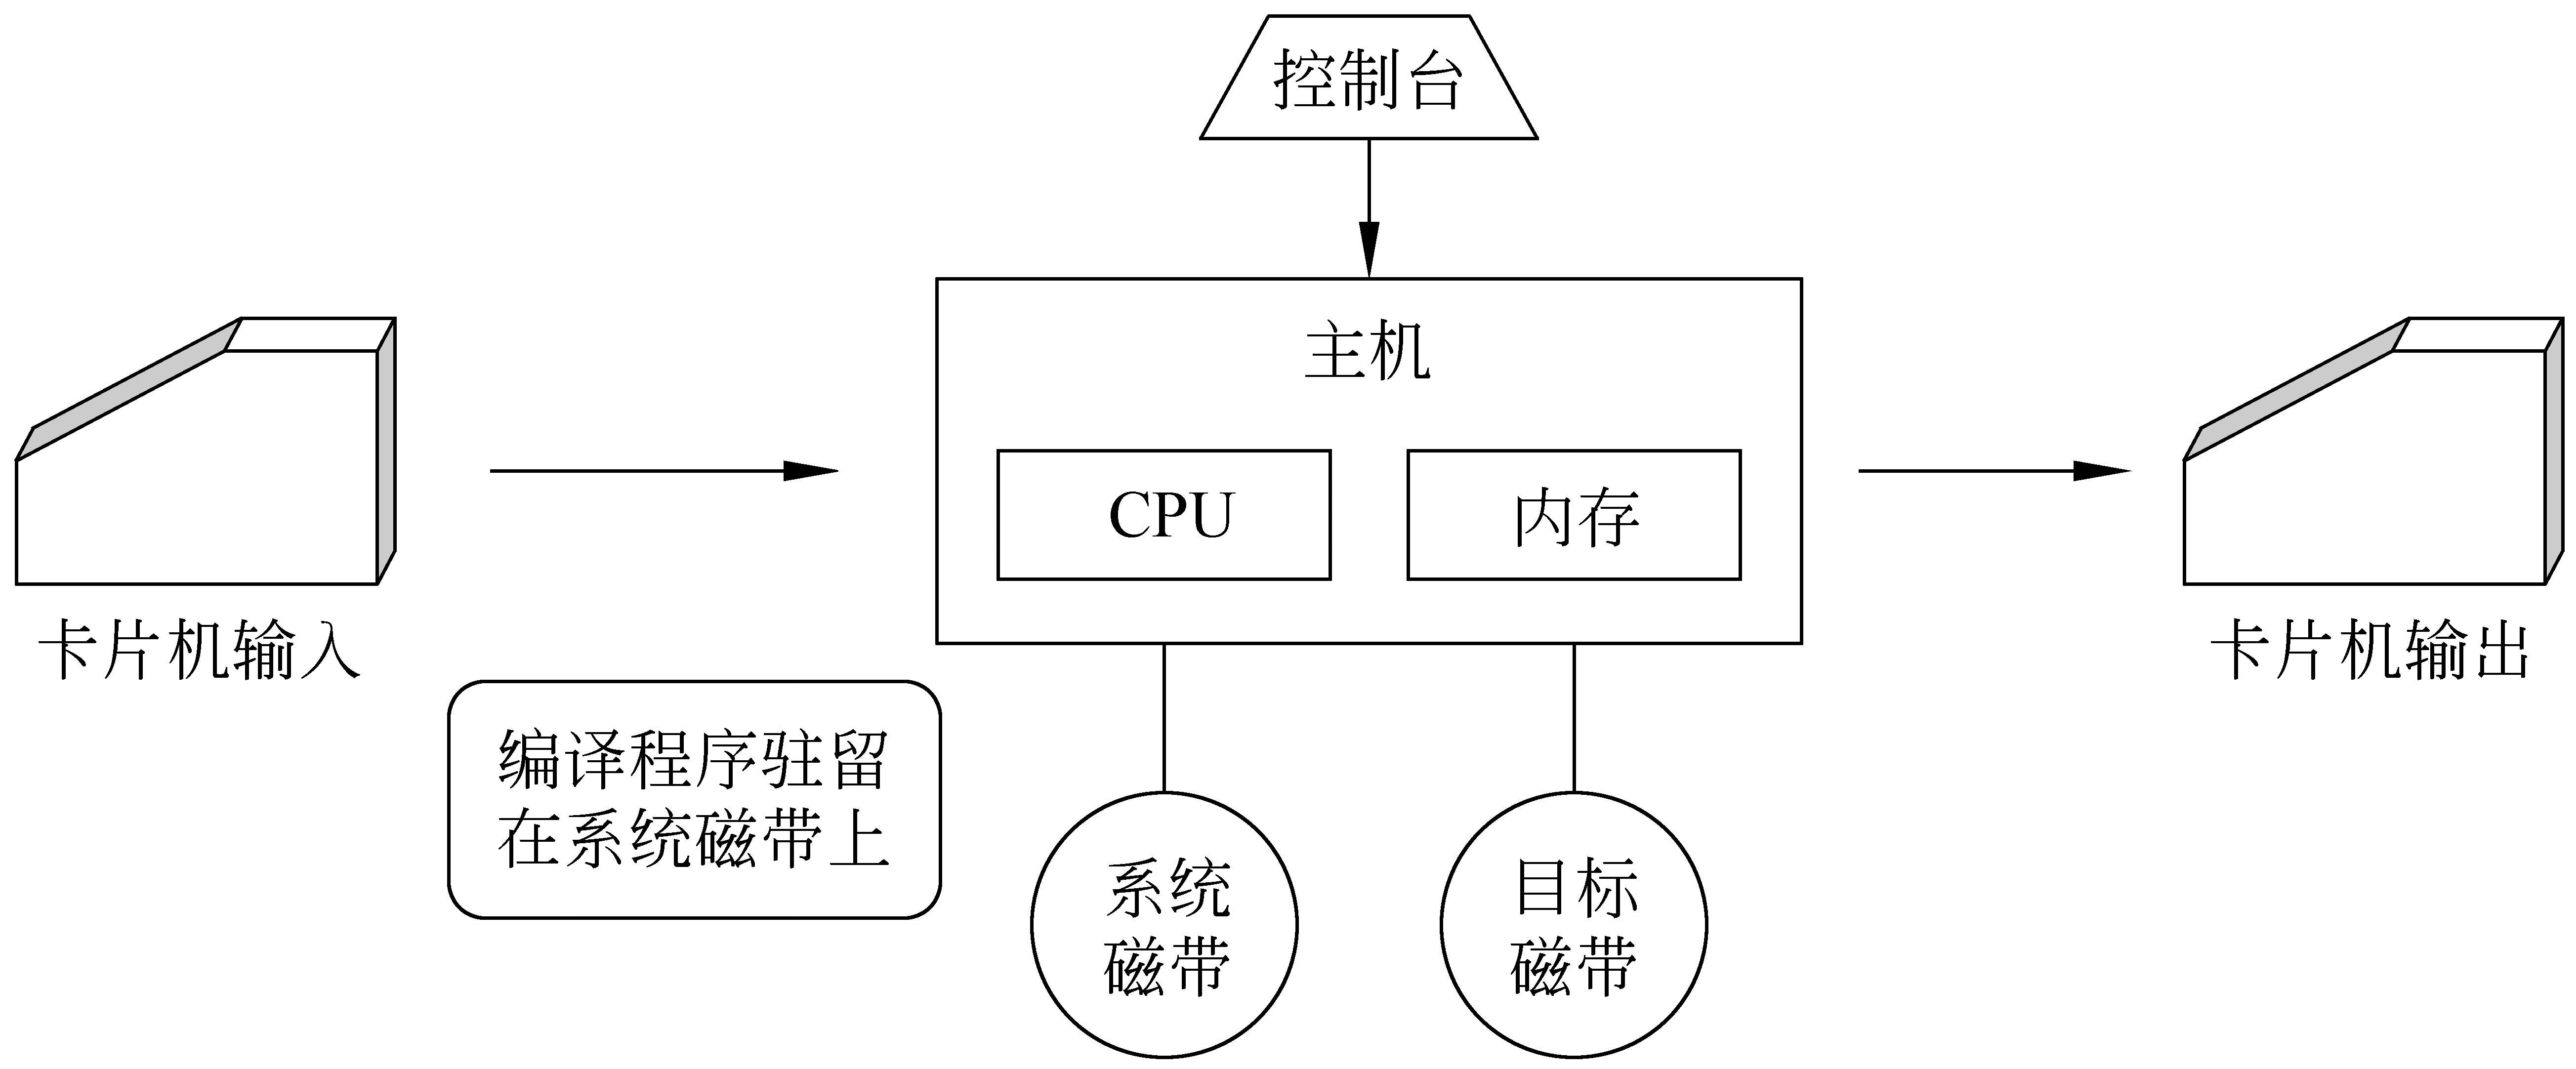 控制台
主机
CPU
内存
卡片机输入
卡片机输出
编译程序驻留
在系统磁带上
系统
磁带
目标
磁带